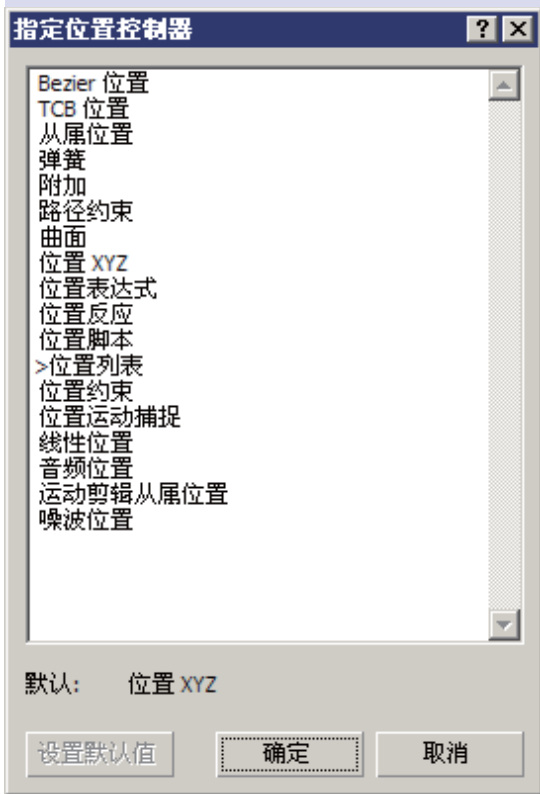 指定位置控制器
Bezier 位置
TCB 位置
从属位置
弹簧
附加
路径约束
曲面
位置 XYZ
位置表达式
位置反应
位置脚本
>位置列表
位置约束
位置运动捕捉
线性位置
音频位置
运动剪辑从属位置
噪波位置
默认: 位置 XYZ
设置默认值 确定 取消